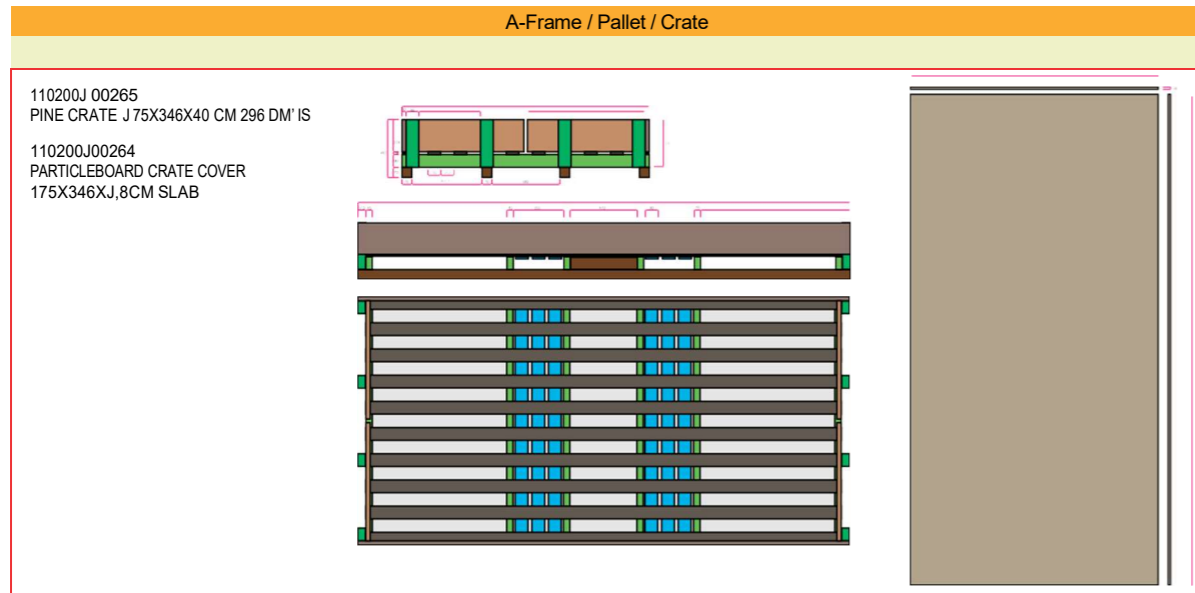 A-Frame / Pallet / Crate
110200J 00265
PINE CRATE J 75X346X40 CM 296 DM' IS
110200J00264
PARTICLEBOARD CRATE COVER
175X346XJ,8CM SLAB